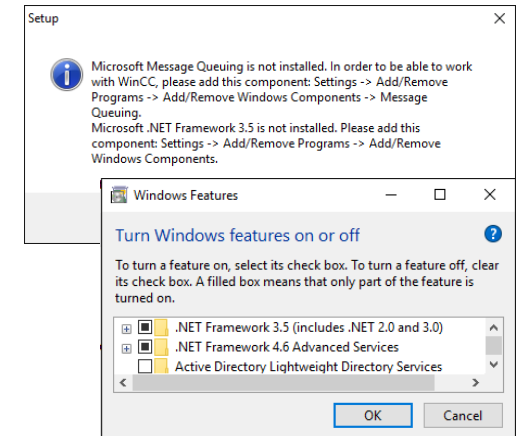 Setup
Microsoft Message Queuing is not installed. In order to be able to work
with WinCC, please add this component: Settings -> Add/Remove
Programs -> Add/Remove Windows Components -> Message
Queuing.
Microsoft .NET Framework 3.5 is not installed. Please add this
component: Settings -> Add/Remove Programs -> Add/Remove
Windows Components.
Windows Features
Turn Windows features on or off
To turn a feature on, select its check box. To turn a feature off, clear
its check box. A filled box means that only part of the feature is
turned on.
.NET Framework 3.5 (includes .NET 2.0 and 3.0)
.NET Framework 4.6 Advanced Services
Active Directory Lightweight Directory Services
OK Cancel